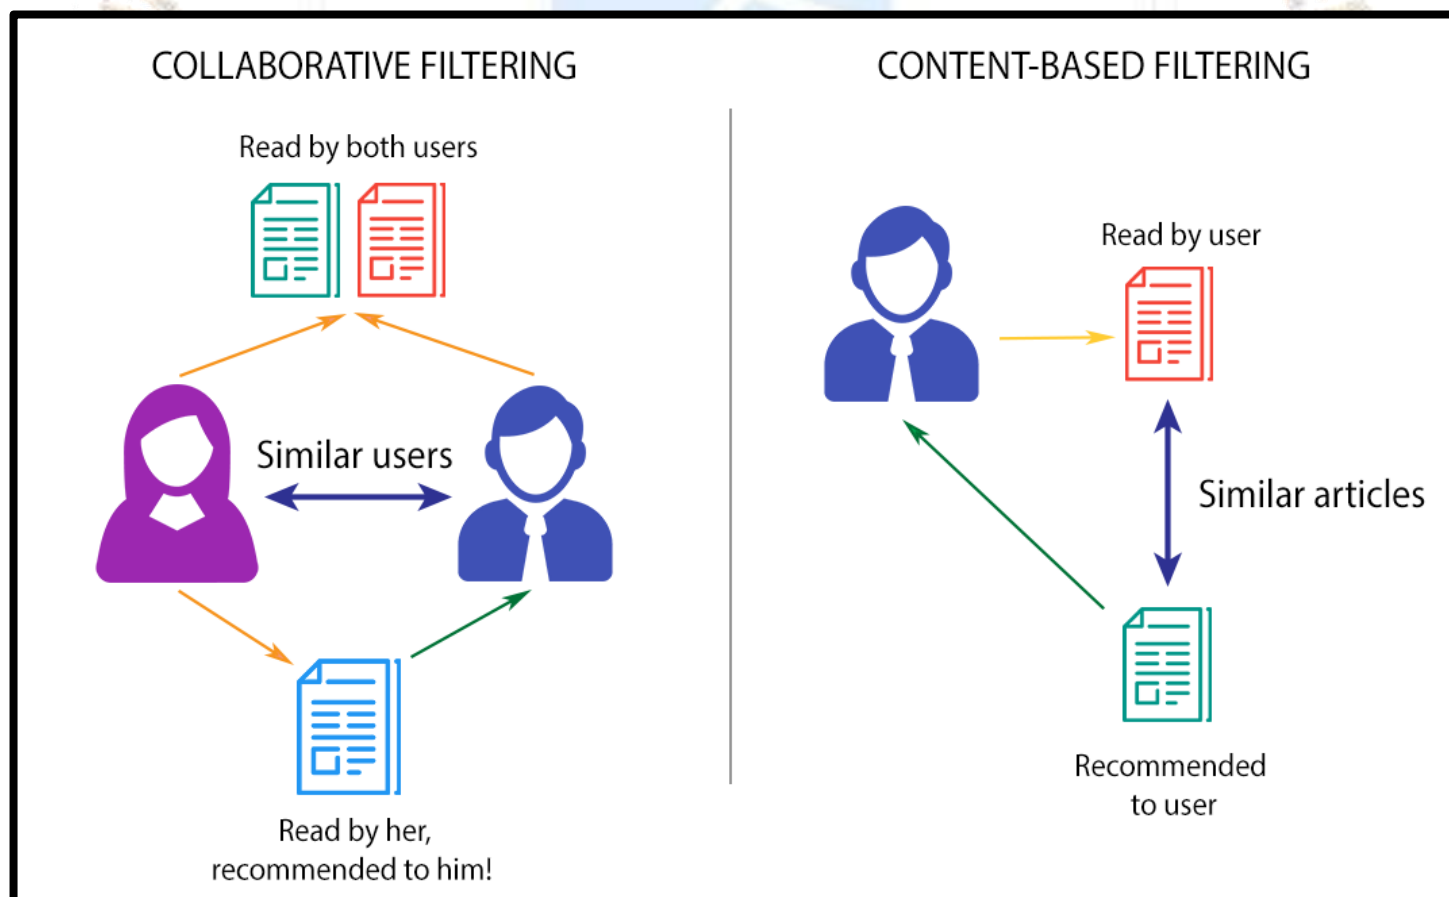 COLLABORATIVE FILTERING
Read by both users
Similar users
Read by her,
recommended to him!
CONTENT-BASED FILTERING
Read by user
Similar articles
Recommended
to user